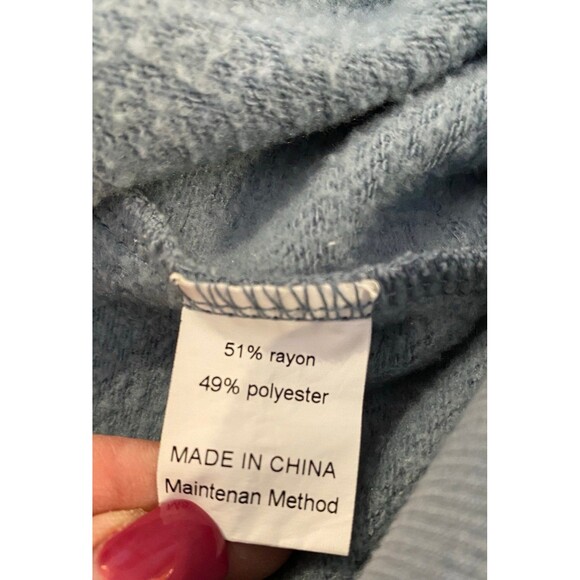 51% rayon
49% polyester
MADE IN CHINA
Maintenan Method